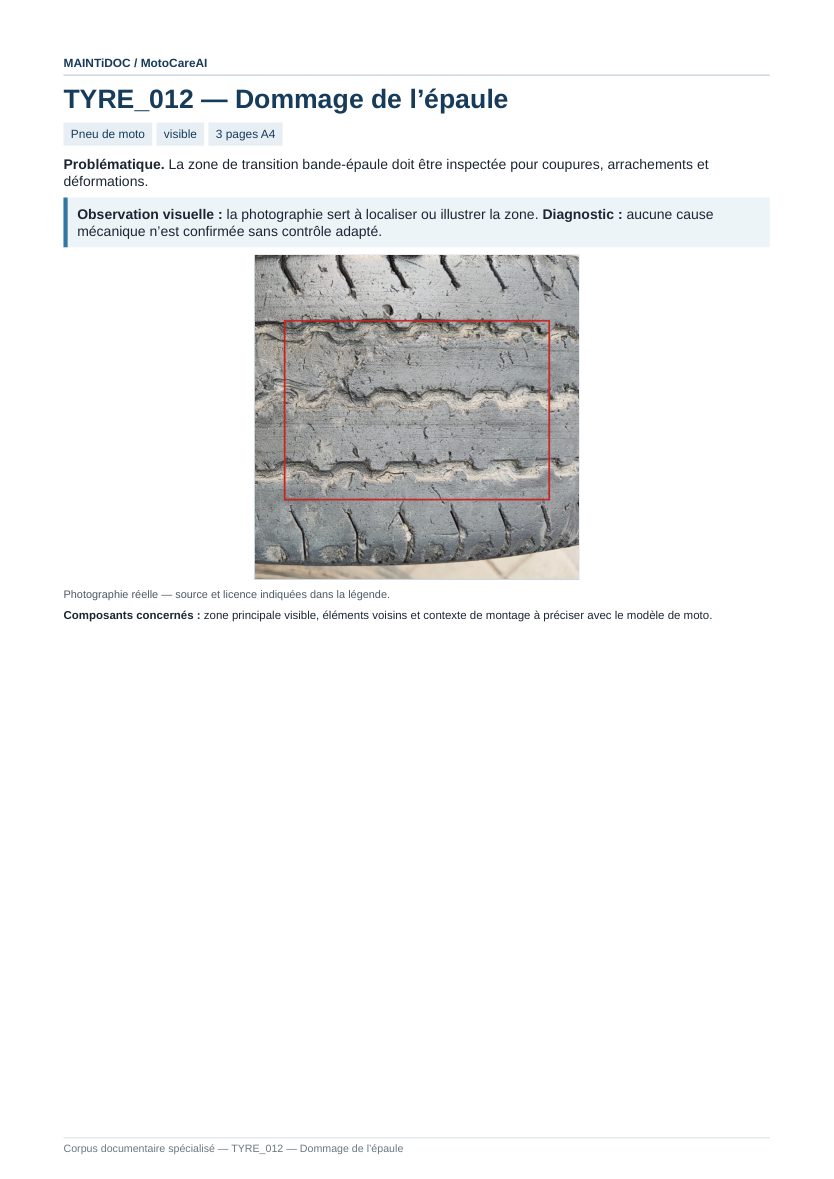 MAINTiDOC / MotoCareAI
TYRE_012 — Dommage de l’épaule
Pneu de moto visible 3 pages A4
Problématique. La zone de transition bande-épaule doit être inspectée pour coupures, arrachements et
déformations.
Observation visuelle : la photographie sert à localiser ou illustrer la zone. Diagnostic : aucune cause
mécanique n’est confirmée sans contrôle adapté.
Photographie réelle — source et licence indiquées dans la légende.
Composants concernés : zone principale visible, éléments voisins et contexte de montage à préciser avec le modèle de moto.
Corpus documentaire spécialisé — TYRE_012 — Dommage de l’épaule